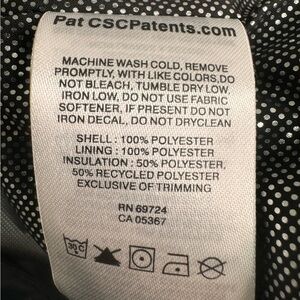 Pat CSCPatents.com
MACHINE WASH COLD, REMOVE
PROMPTLY, WITH LIKE COLORS,DO
NOT BLEACH, TUMBLE DRY LOW,
IRON LOW, DO NOT USE FABRIC
SOFTENER, IF PRESENT DO NOT
IRON DECAL, DO NOT DRYCLEAN
SHELL : 100% POLYESTER
LINING : 100% POLYESTER
INSULATION : 50% POLYESTER,
50% RECYCLED POLYESTER
EXCLUSIVE OF TRIMMING
RN 69724
CA 05367
30C